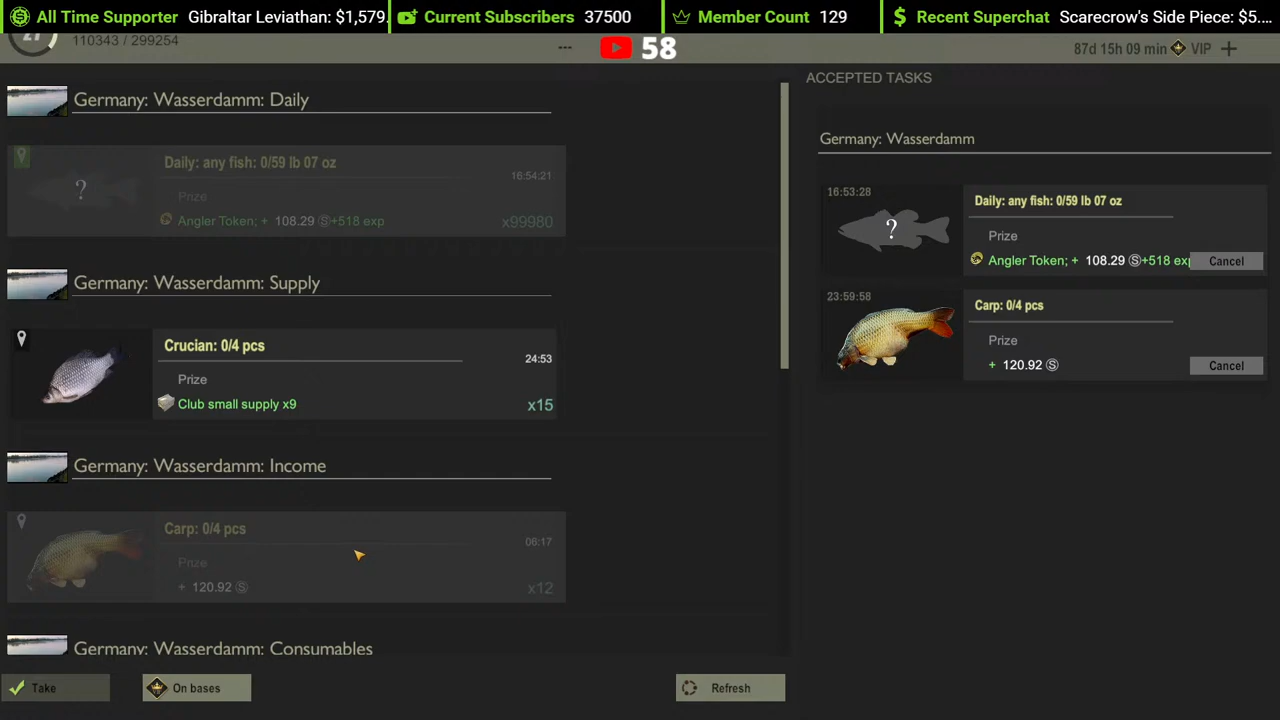 All Time Supporter Gibraltar Leviathan: $1,579. Current Subscribers 37500 Member Count 129 Recent Superchat Scarecrow's Side Piece: $5....
27
110343 / 299254
... 58
87d 15h 09 min VIP +
Germany: Wasserdamm: Daily
Daily: any fish: 0/59 lb 07 oz
16:54:21
Prize
Angler Token; + 108.29 S +518 exp
x99980
Germany: Wasserdamm: Supply
Crucian: 0/4 pcs
24:53
Prize
Club small supply x9
x15
Germany: Wasserdamm: Income
Carp: 0/4 pcs
06:17
Prize
+ 120.92 S
x12
Germany: Wasserdamm: Consumables
Take
On bases
Refresh
ACCEPTED TASKS
Germany: Wasserdamm
16:53:28
?
Daily: any fish: 0/59 lb 07 oz
Prize
Angler Token; + 108.29 S +518 exp
Cancel
23:59:58
Carp: 0/4 pcs
Prize
+ 120.92 S
Cancel